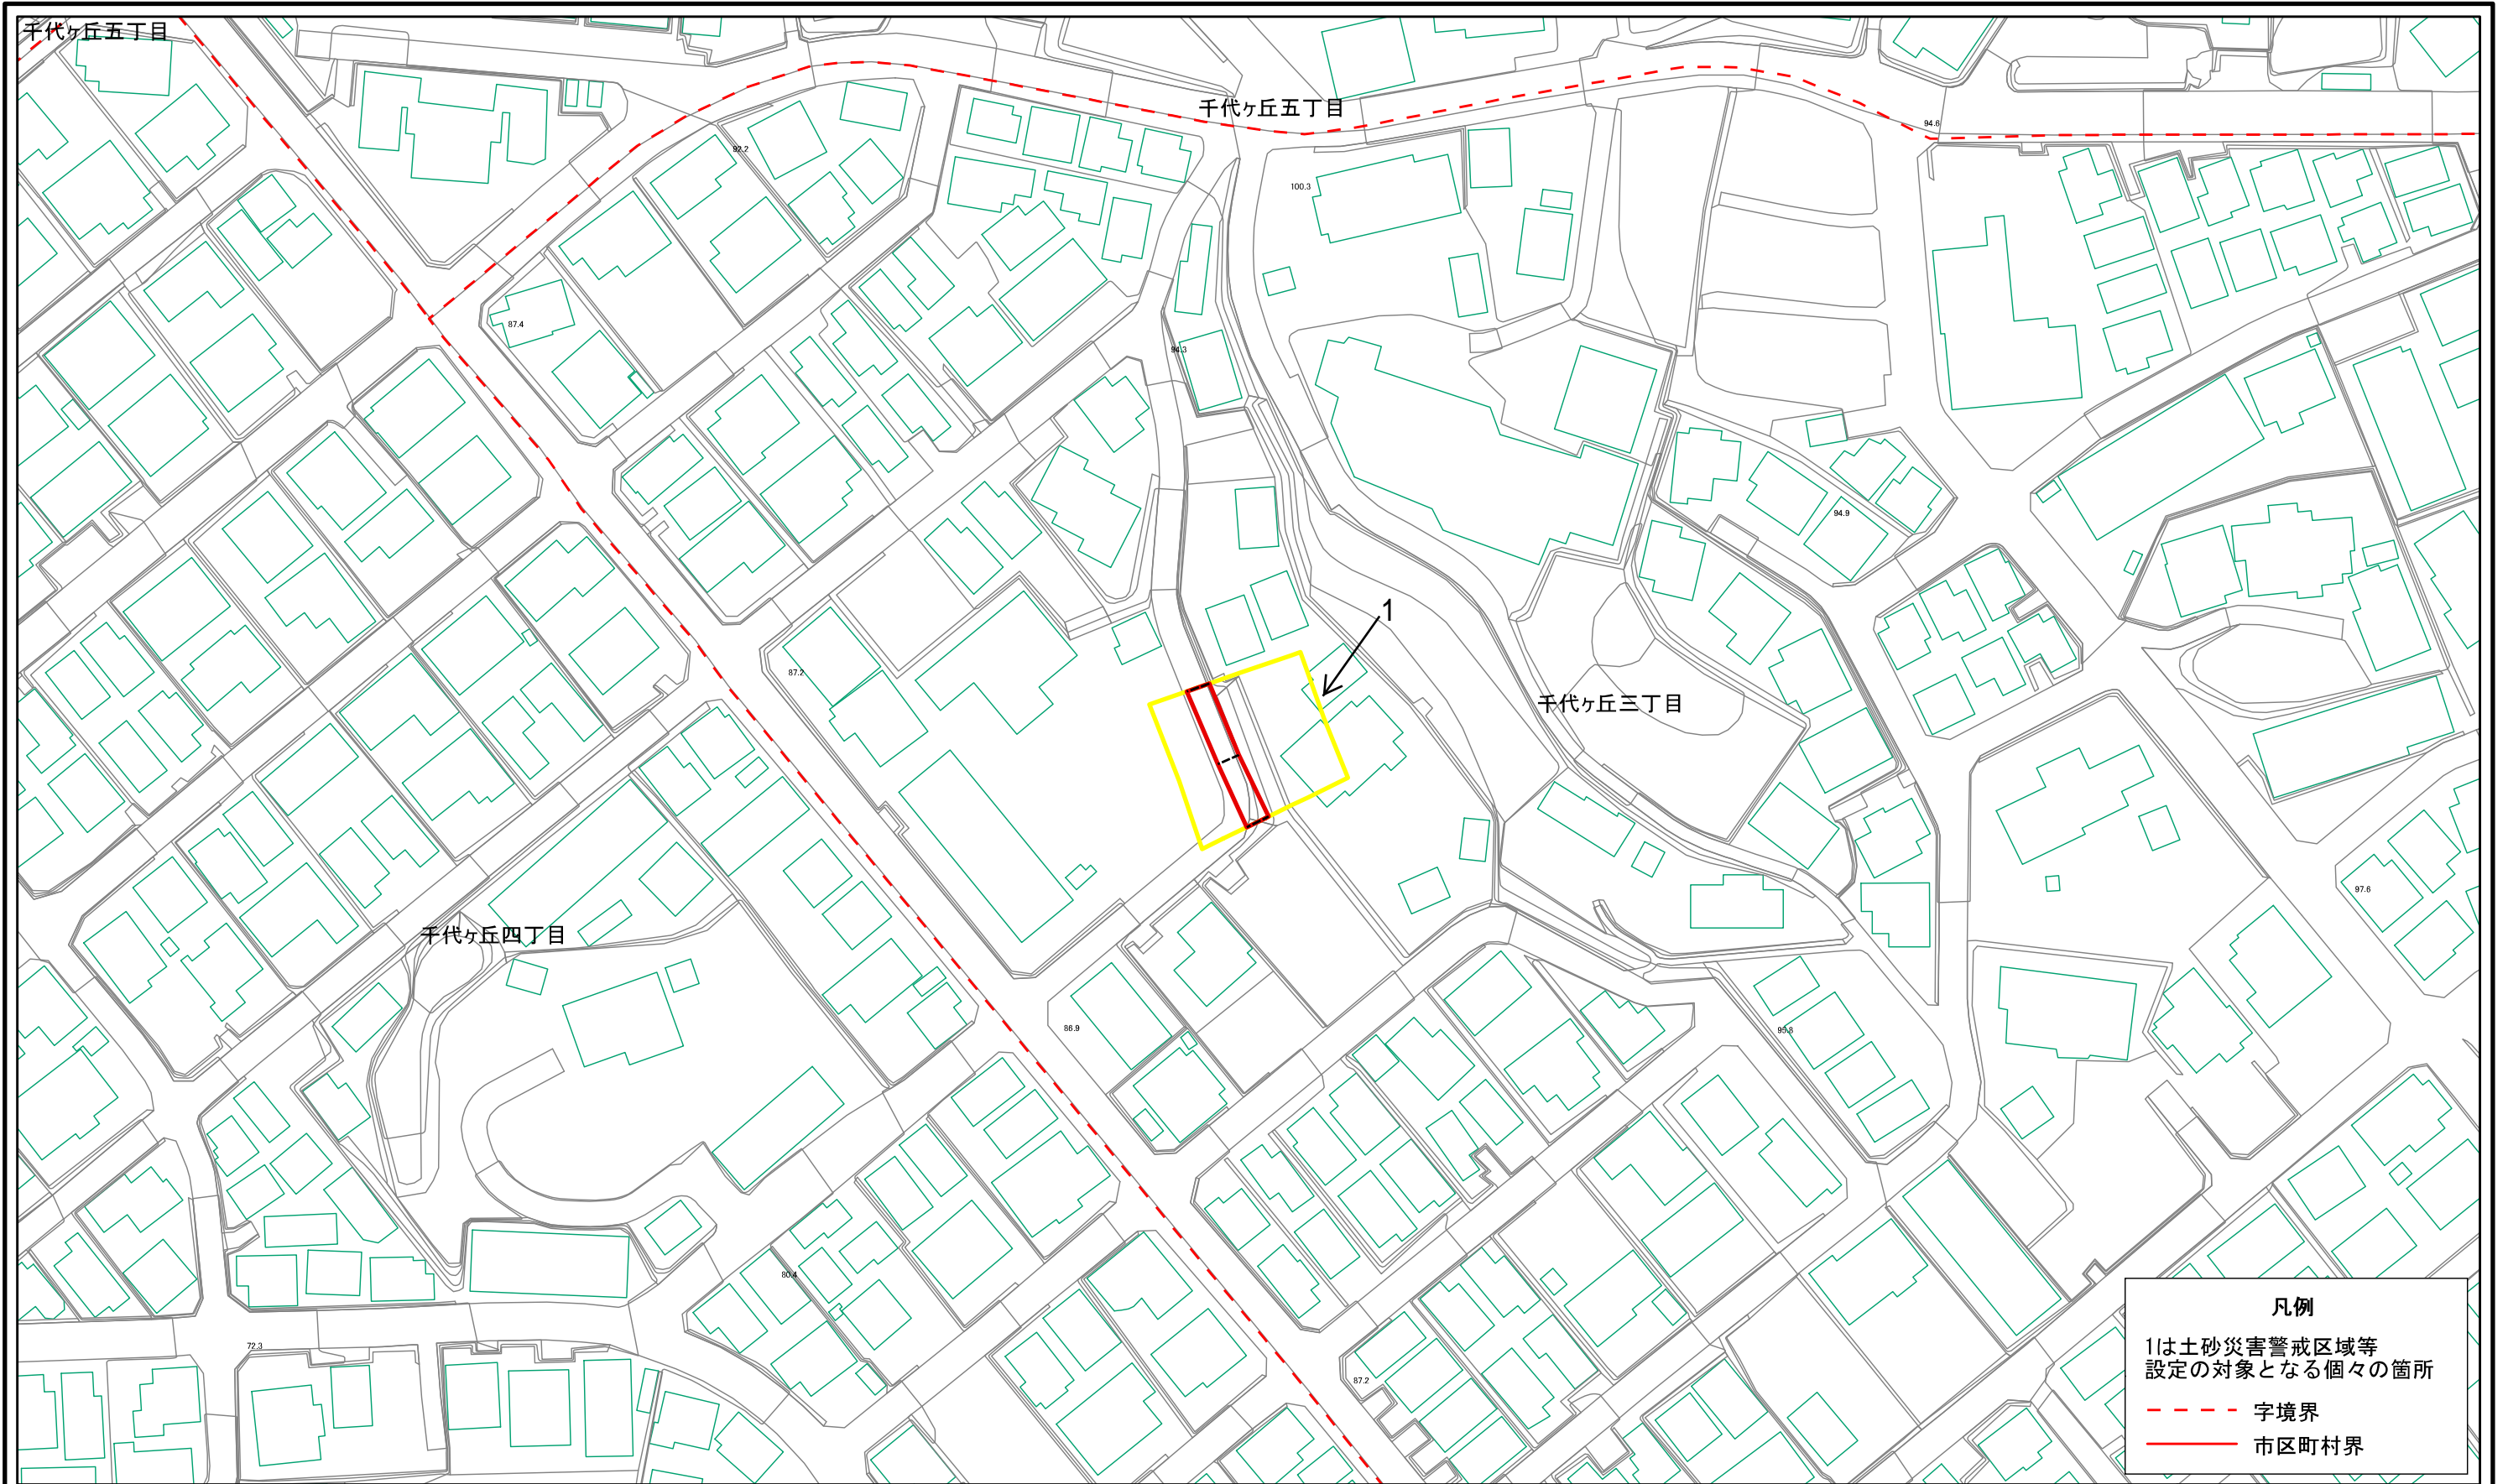 千代ヶ丘五丁目
千代ヶ丘五丁目
94.6
92.2
100.3
87.4
94.3
94.9
1
87.2
千代ヶ丘三丁目
97.6
千代ヶ丘四丁目
86.9
95.8
80.4
72.3
87.2
凡例
1は土砂災害警戒区域等
設定の対象となる個々の箇所
字境界
市区町村界